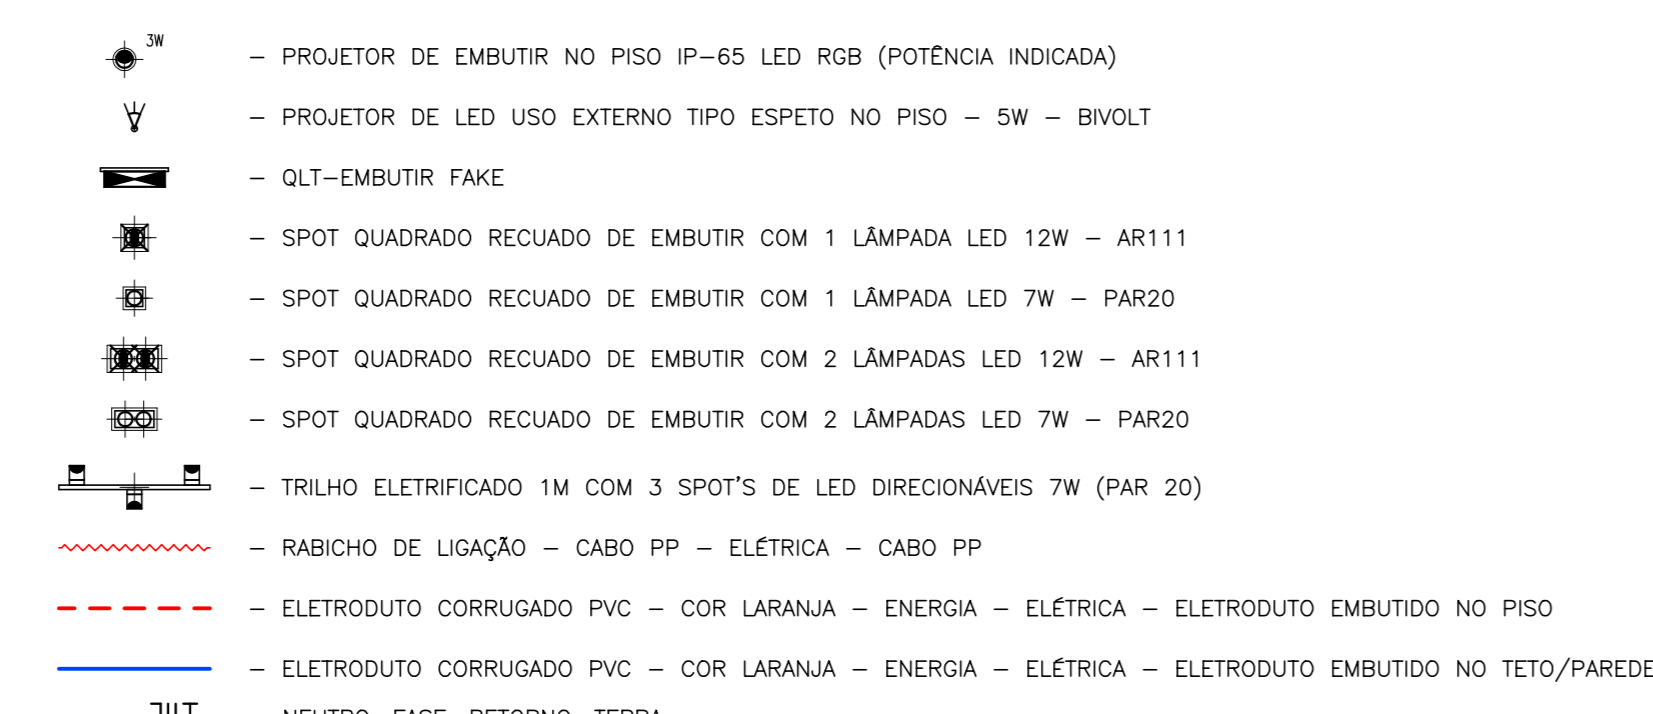 3W – PROJETOR DE EMBUTIR NO PISO IP–65 LED RGB (POTÊNCIA INDICADA)
– PROJETOR DE LED USO EXTERNO TIPO ESPETO NO PISO – 5W – BIVOLT
– QLT–EMBUTIR FAKE
– SPOT QUADRADO RECUADO DE EMBUTIR COM 1 LÂMPADA LED 12W – AR111
– SPOT QUADRADO RECUADO DE EMBUTIR COM 1 LÂMPADA LED 7W – PAR20
– SPOT QUADRADO RECUADO DE EMBUTIR COM 2 LÂMPADAS LED 12W – AR111
– SPOT QUADRADO RECUADO DE EMBUTIR COM 2 LÂMPADAS LED 7W – PAR20
– TRILHO ELETRIFICADO 1M COM 3 SPOT'S DE LED DIRECIONÁVEIS 7W (PAR 20)
– RABICHO DE LIGAÇÃO – CABO PP – ELÉTRICA – CABO PP
– ELETRODUTO CORRUGADO PVC – COR LARANJA – ENERGIA – ELÉTRICA – ELETRODUTO EMBUTIDO NO PISO
– ELETRODUTO CORRUGADO PVC – COR LARANJA – ENERGIA – ELÉTRICA – ELETRODUTO EMBUTIDO NO TETO/PAREDE
– NEUTRO FASE RETORNO TERRA